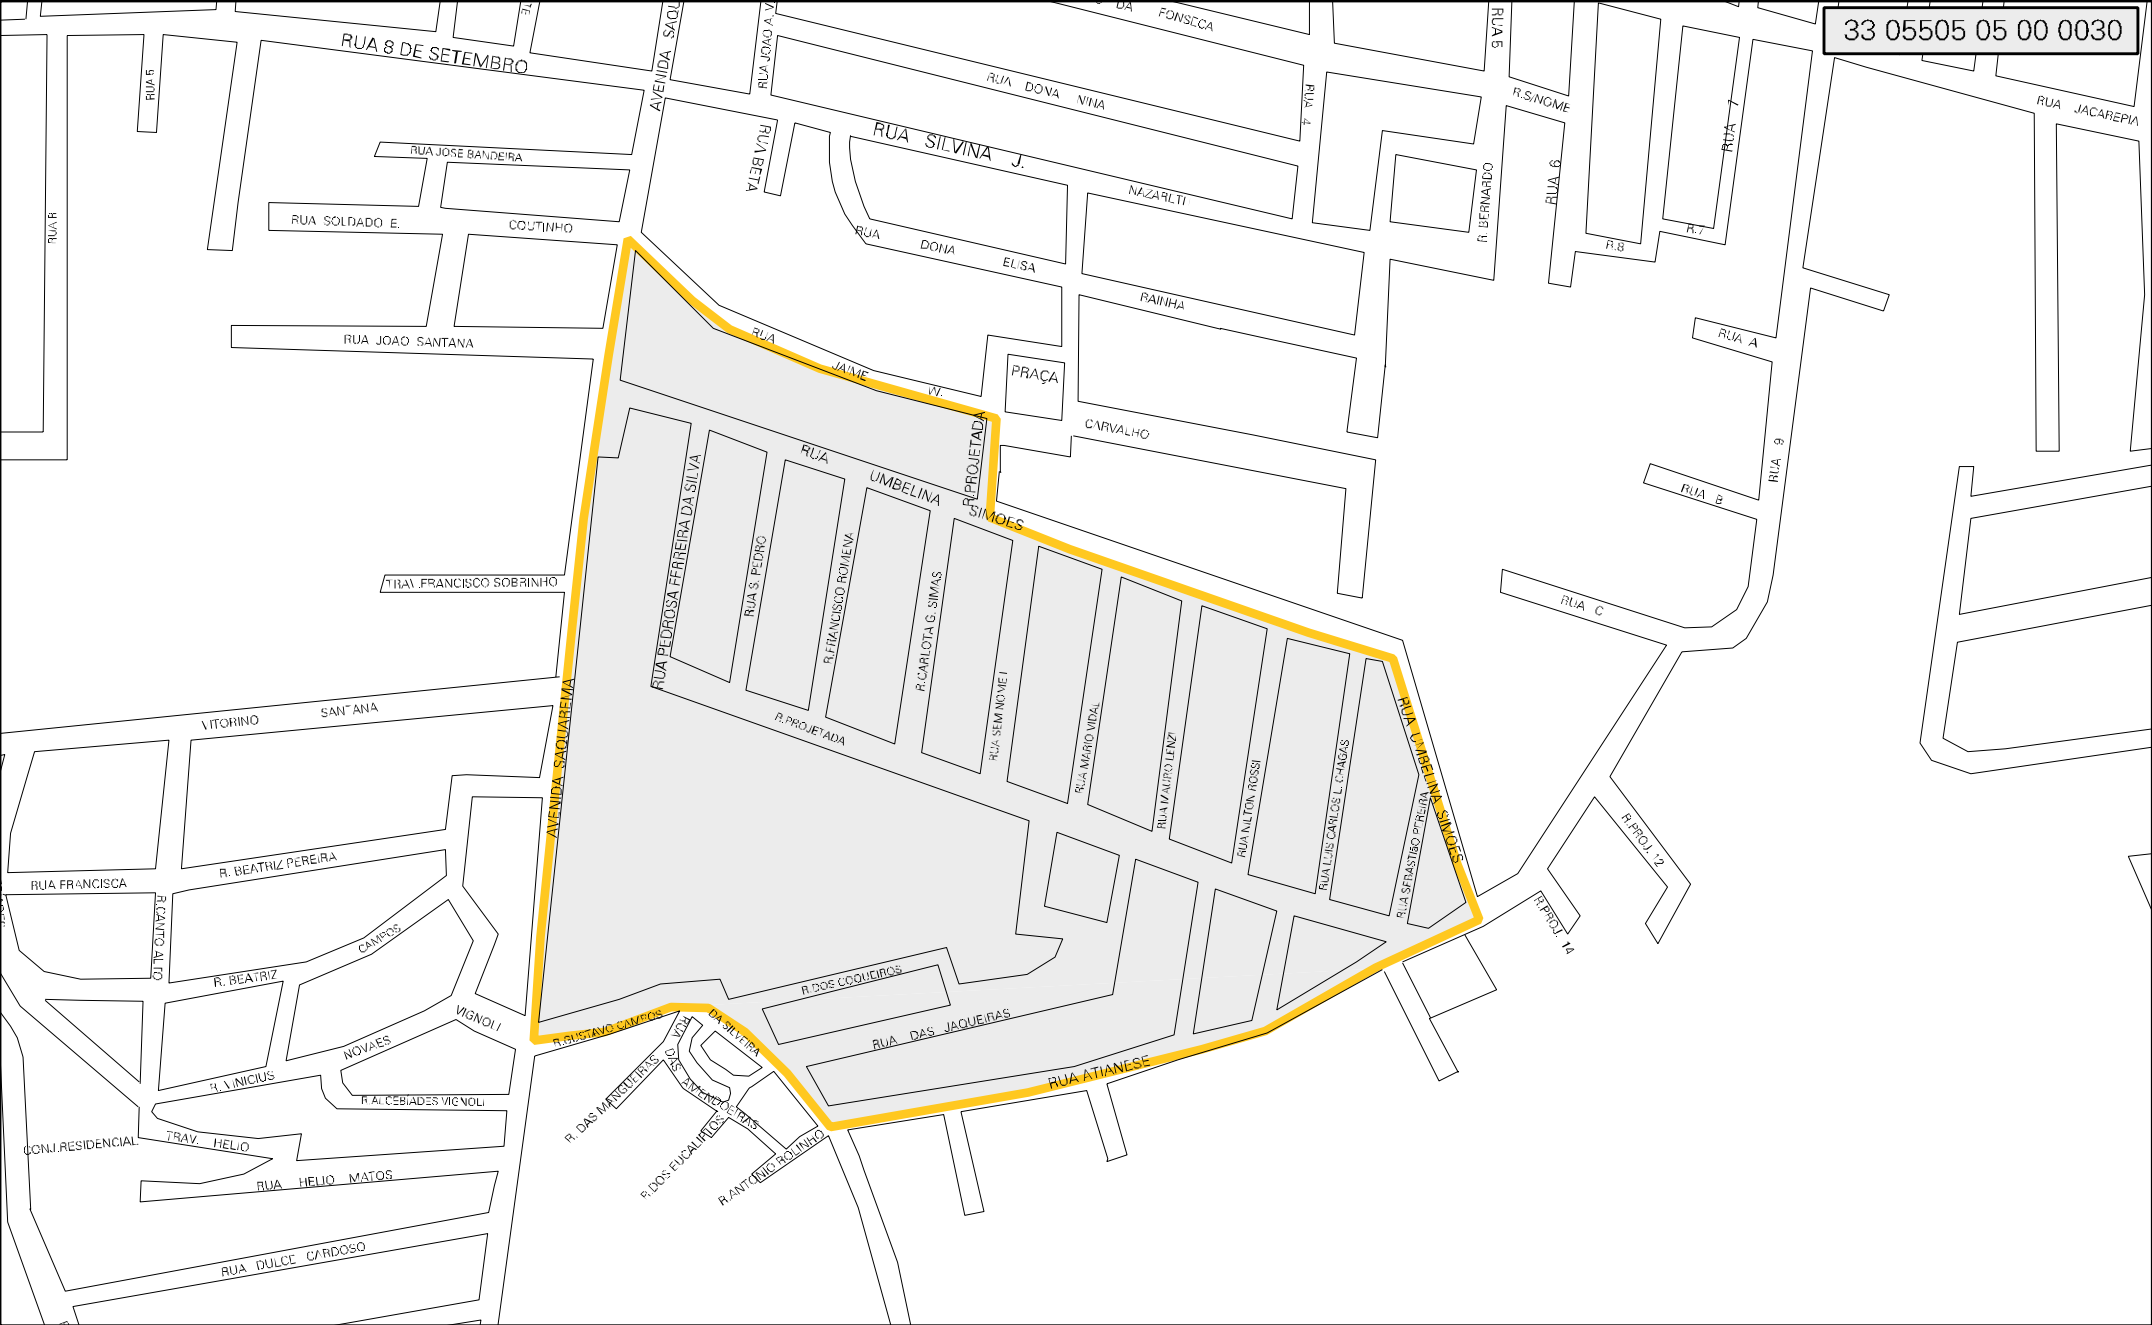 33 05505 05 00 0030
DA FONSECA
RUA 5
RUA 8 DE SETEMBRO
AVENIDA SAQU
RUA JOAO A. V
RUA 5
RUA DONA NINA
RUA 4
R.S/NOME
RUA 7
RUA JACAREPIA
RUA BETA
RUA SILVINA J.
NAZARETI
RUA JOSE BANDEIRA
RUA 6
R. BERNARDO
RUA SOLDADO E.
COUTINHO
RUA DONA ELISA
R.8
R.7
RAINHA
RUA JOAO SANTANA
RUA JAIME W.
CARVALHO
PRAÇA
RUA A
R.PROJETADA
RUA UMBELINA SIMOES
RUA 9
RUA B
RUA C
TRAV.FRANCISCO SOBRINHO
RUA PEDROSA FERREIRA DA SILVA
RUA S. PEDRO
R.FRANCISCO ROMENA
R.CARLOTA G. SIMAS
RUA SEM NOME I
RUA MARIO VIDAL
RUA MAURO LENZI
RUA NILTON ROSSI
RUA LUIS CARLOS L. CHAGAS
RUA SEBASTIÃO PEREIRA
RUA UMBELINA SIMOES
R.PROJETADA
AVENIDA SAQUAREMA
VITORINO SANTANA
R. BEATRIZ PEREIRA
RUA FRANCISCA
R.CANTO ALTO
CAMPOS
R. BEATRIZ
R.PROJ. 12
R.PROJ. 14
VIGNOLI
NOVAES
R. VINICIUS
R.ALCEBIADES VIGNOLI
R.DOS COQUEIROS
RUA DAS JAQUEIRAS
R.GUSTAVO CAMPOS
DA SILVEIRA
RUA ATIANESE
RUA DAS AMENDOEIRAS
R. DAS MANGUEIRAS
R.DOS EUCALIPTOS
R.ANTONIO ROLINHO
CONJ.RESIDENCIAL
TRAV. HELIO
RUA HELIO MATOS
RUA DULCE CARDOSO